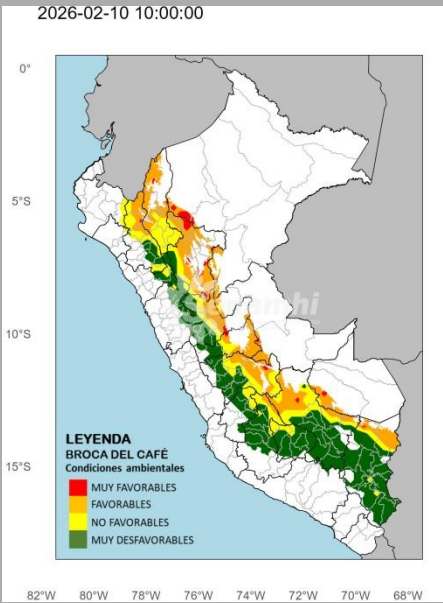 2026-02-10 10:00:00
0°
5°S
10°S
15°S
Senamhi
LEYENDA
BROCA DEL CAFÉ
Condiciones ambientales
MUY FAVORABLES
FAVORABLES
NO FAVORABLES
MUY DESFAVORABLES
82°W 80°W 78°W 76°W 74°W 72°W 70°W 68°W